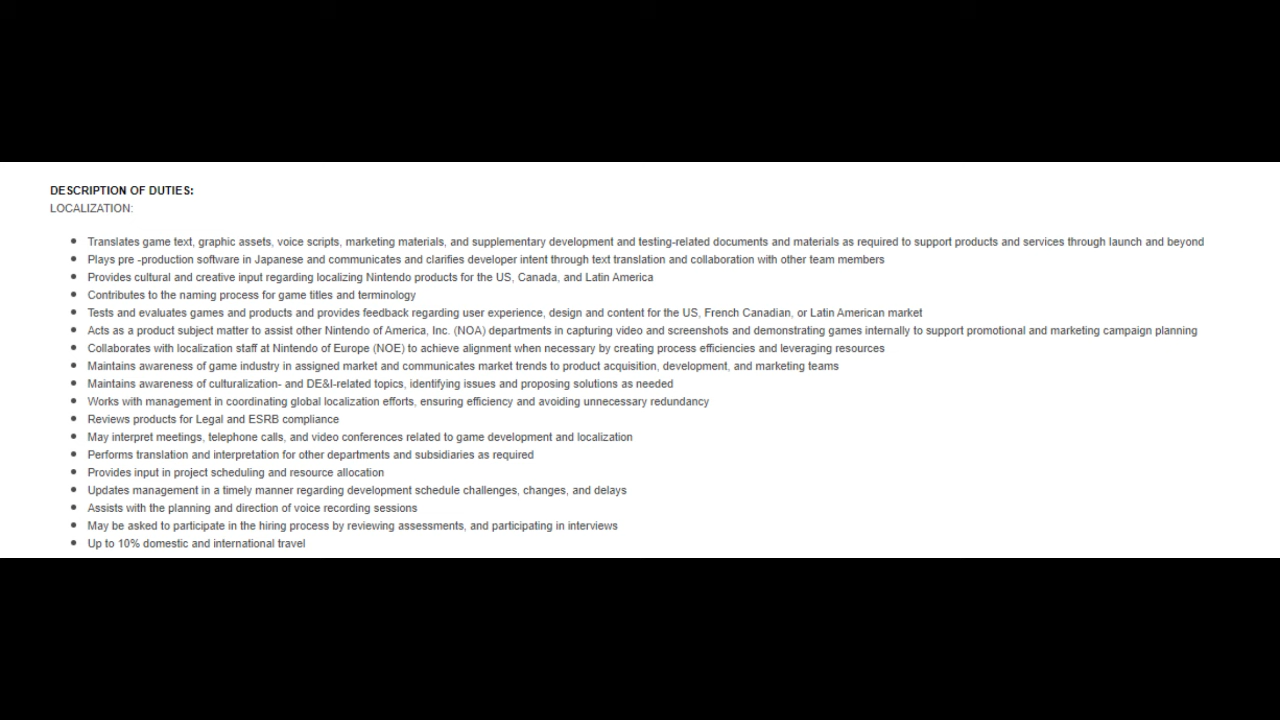 DESCRIPTION OF DUTIES:
LOCALIZATION:
• Translates game text, graphic assets, voice scripts, marketing materials, and supplementary development and testing-related documents and materials as required to support products and services through launch and beyond
• Plays pre -production software in Japanese and communicates and clarifies developer intent through text translation and collaboration with other team members
• Provides cultural and creative input regarding localizing Nintendo products for the US, Canada, and Latin America
• Contributes to the naming process for game titles and terminology
• Tests and evaluates games and products and provides feedback regarding user experience, design and content for the US, French Canadian, or Latin American market
• Acts as a product subject matter to assist other Nintendo of America, Inc. (NOA) departments in capturing video and screenshots and demonstrating games internally to support promotional and marketing campaign planning
• Collaborates with localization staff at Nintendo of Europe (NOE) to achieve alignment when necessary by creating process efficiencies and leveraging resources
• Maintains awareness of game industry in assigned market and communicates market trends to product acquisition, development, and marketing teams
• Maintains awareness of culturalization- and DE&I-related topics, identifying issues and proposing solutions as needed
• Works with management in coordinating global localization efforts, ensuring efficiency and avoiding unnecessary redundancy
• Reviews products for Legal and ESRB compliance
• May interpret meetings, telephone calls, and video conferences related to game development and localization
• Performs translation and interpretation for other departments and subsidiaries as required
• Provides input in project scheduling and resource allocation
• Updates management in a timely manner regarding development schedule challenges, changes, and delays
• Assists with the planning and direction of voice recording sessions
• May be asked to participate in the hiring process by reviewing assessments, and participating in interviews
• Up to 10% domestic and international travel